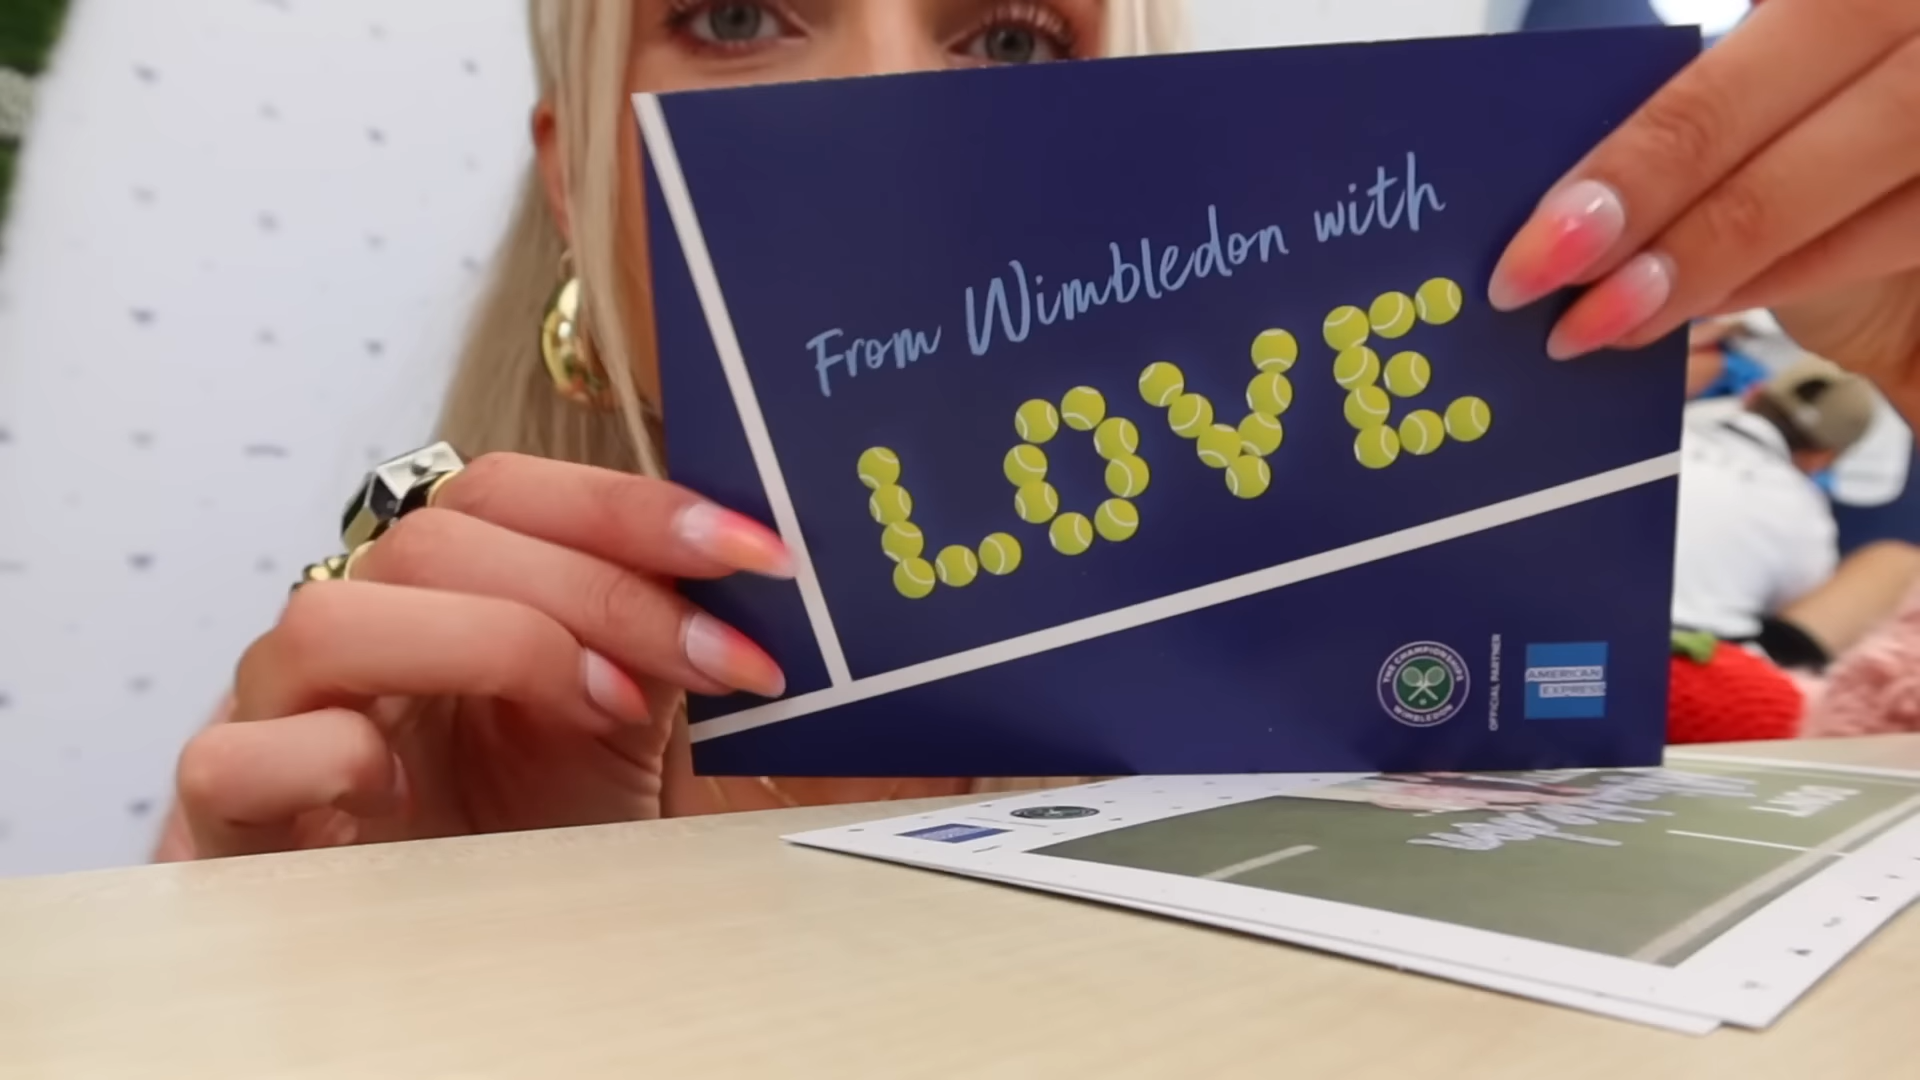 From Wimbledon with
LOVE
THE CHAMPIONSHIPS
WIMBLEDON
OFFICIAL PARTNER
AMERICAN
EXPRESS